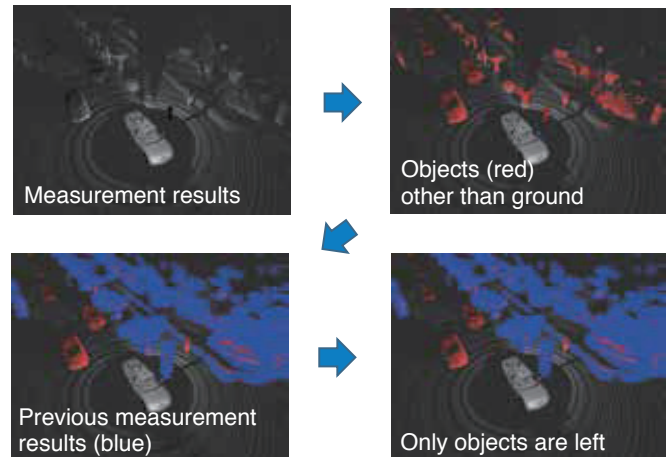 Measurement results
Objects (red)
other than ground
Previous measurement
results (blue)
Only objects are left